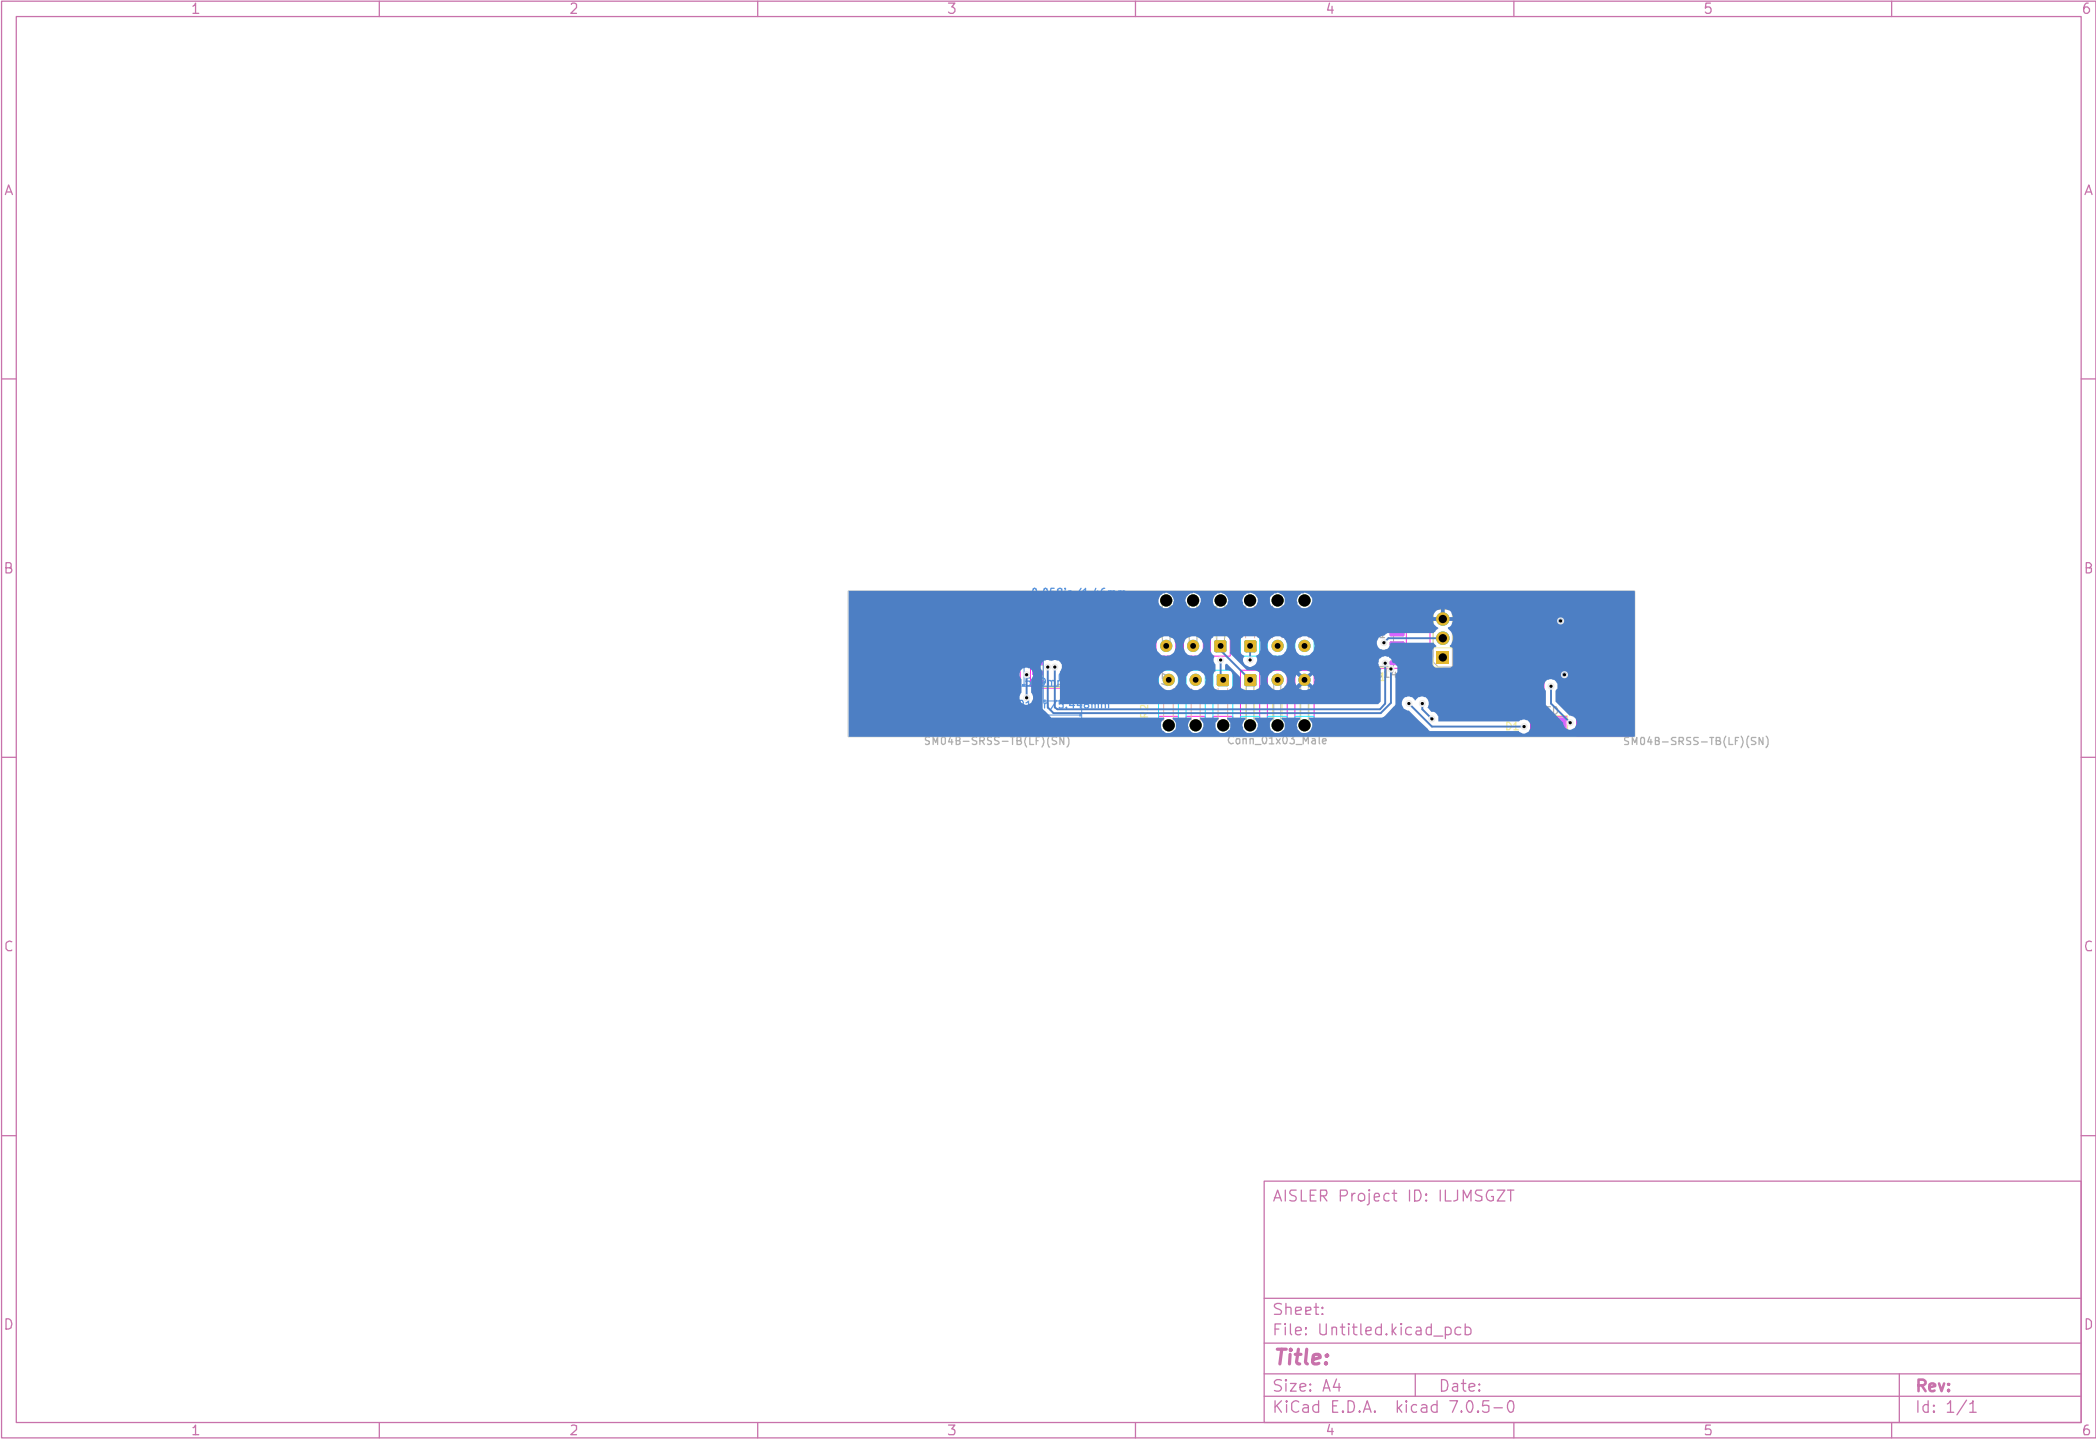 1 2 3 4 5 6
A A
B B
SM04B-SRSS-TB(LF)(SN) Conn_01x03_Male SM04B-SRSS-TB(LF)(SN)
C C
AISLER Project ID: ILJMSGZT
Sheet:
D D
File: Untitled.kicad_pcb
Title:
Size: A4 Date: Rev:
KiCad E.D.A. kicad 7.0.5-0 Id: 1/1
1 2 3 4 5 6